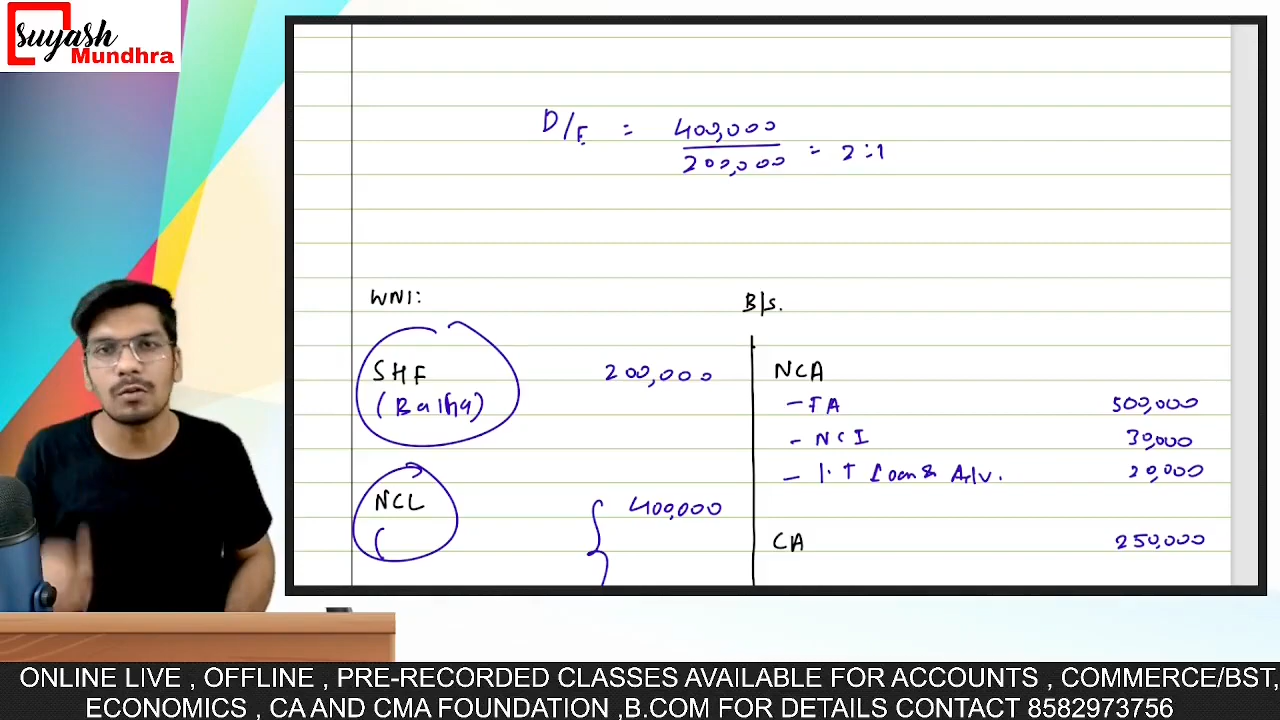 Suyash
Mundhra
D/E = 400,000
200,000 = 2:1
WN1:
B/s.
SHF 200,000
(Bal fig)
NCA
- FA 500,000
- NCI 30,000
- l.t Loan & Adv. 20,000
NCL 400,000
(
CA 250,000
ONLINE LIVE , OFFLINE , PRE-RECORDED CLASSES AVAILABLE FOR ACCOUNTS , COMMERCE/BST,
ECONOMICS , CA AND CMA FOUNDATION ,B.COM FOR DETAILS CONTACT 8582973756